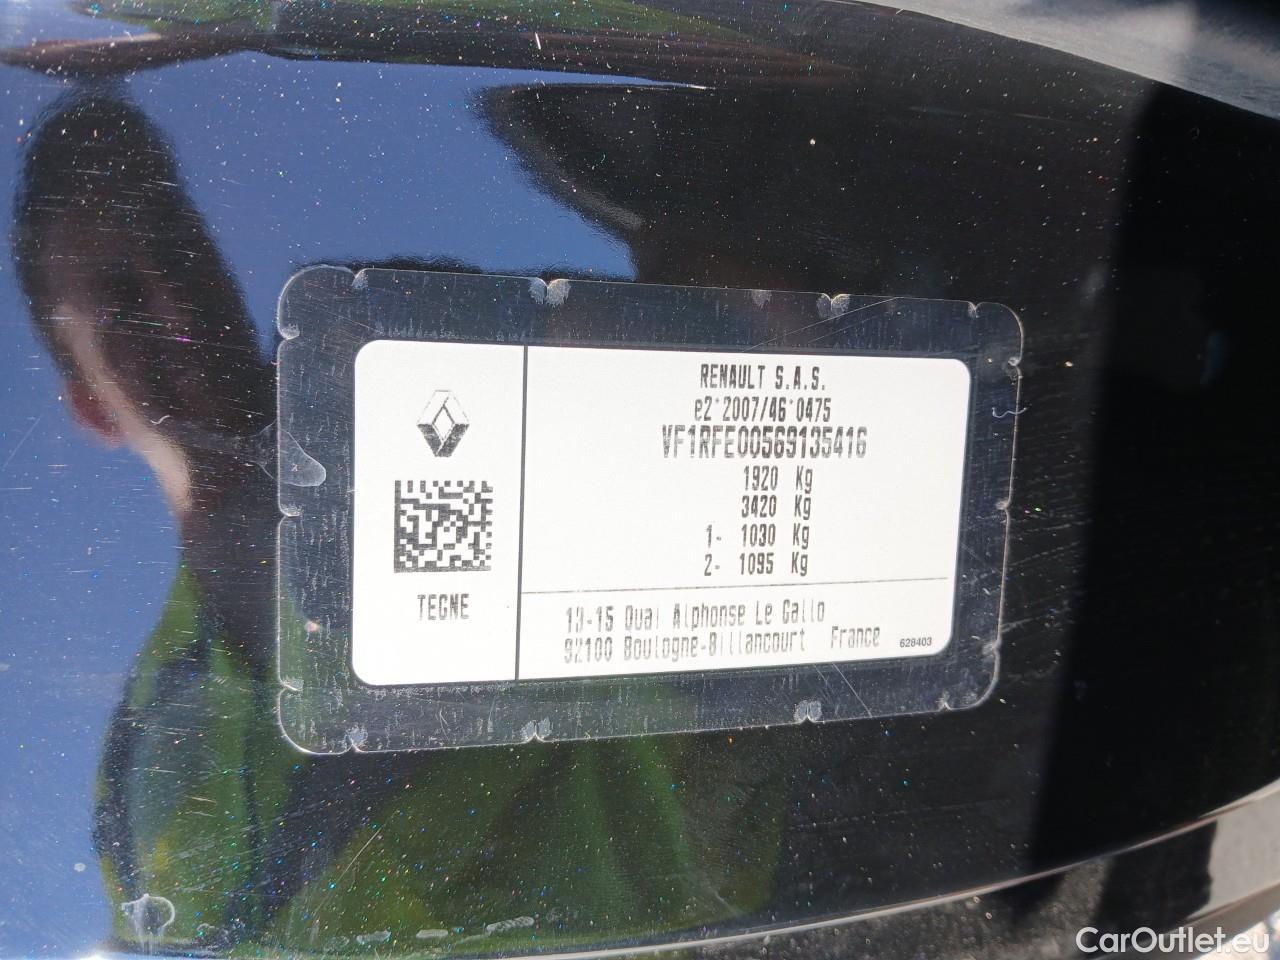 RENAULT S.A.S.
e2*2007/46*0475
VF1RFE00569135416
1920 Kg
3420 Kg
1- 1030 Kg
2- 1095 Kg
TEGNE
13-15 Quai Alphonse Le Gallo
92100 Boulogne-Billancourt France
628403
CarOutlet.eu